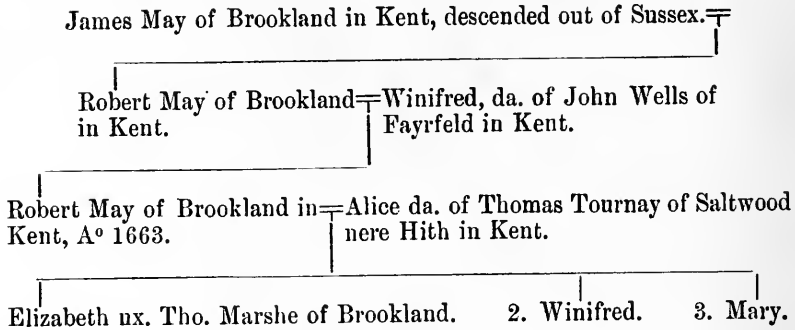 James May of Brookland in Kent, descended out of Sussex.
Robert May of Brookland=Winifred, da. of John Wells of
in Kent. Fayrfeld in Kent.
Robert May of Brookland in=Alice da. of Thomas Tournay of Saltwood
Kent, Aº 1663. nere Hith in Kent.
Elizabeth ux. Tho. Marshe of Brookland. 2. Winifred. 3. Mary.